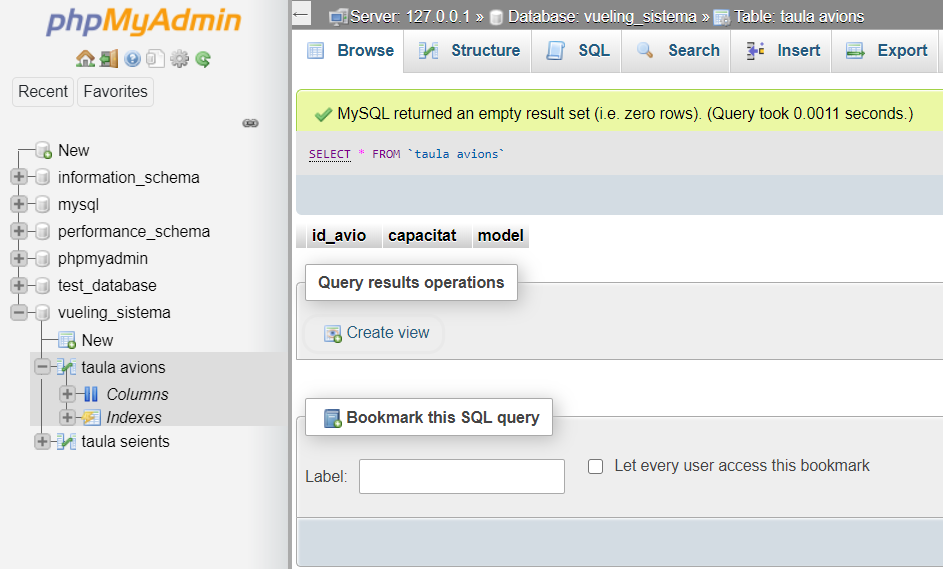 phpMyAdmin
Recent Favorites
New
information_schema
mysql
performance_schema
phpmyadmin
test_database
vueling_sistema
New
taula avions
Columns
Indexes
taula seients
Server: 127.0.0.1 » Database: vueling_sistema » Table: taula avions
Browse Structure SQL Search Insert Export
MySQL returned an empty result set (i.e. zero rows). (Query took 0.0011 seconds.)
SELECT * FROM `taula avions`
id_avio capacitat model
Query results operations
Create view
Bookmark this SQL query
Label: Let every user access this bookmark